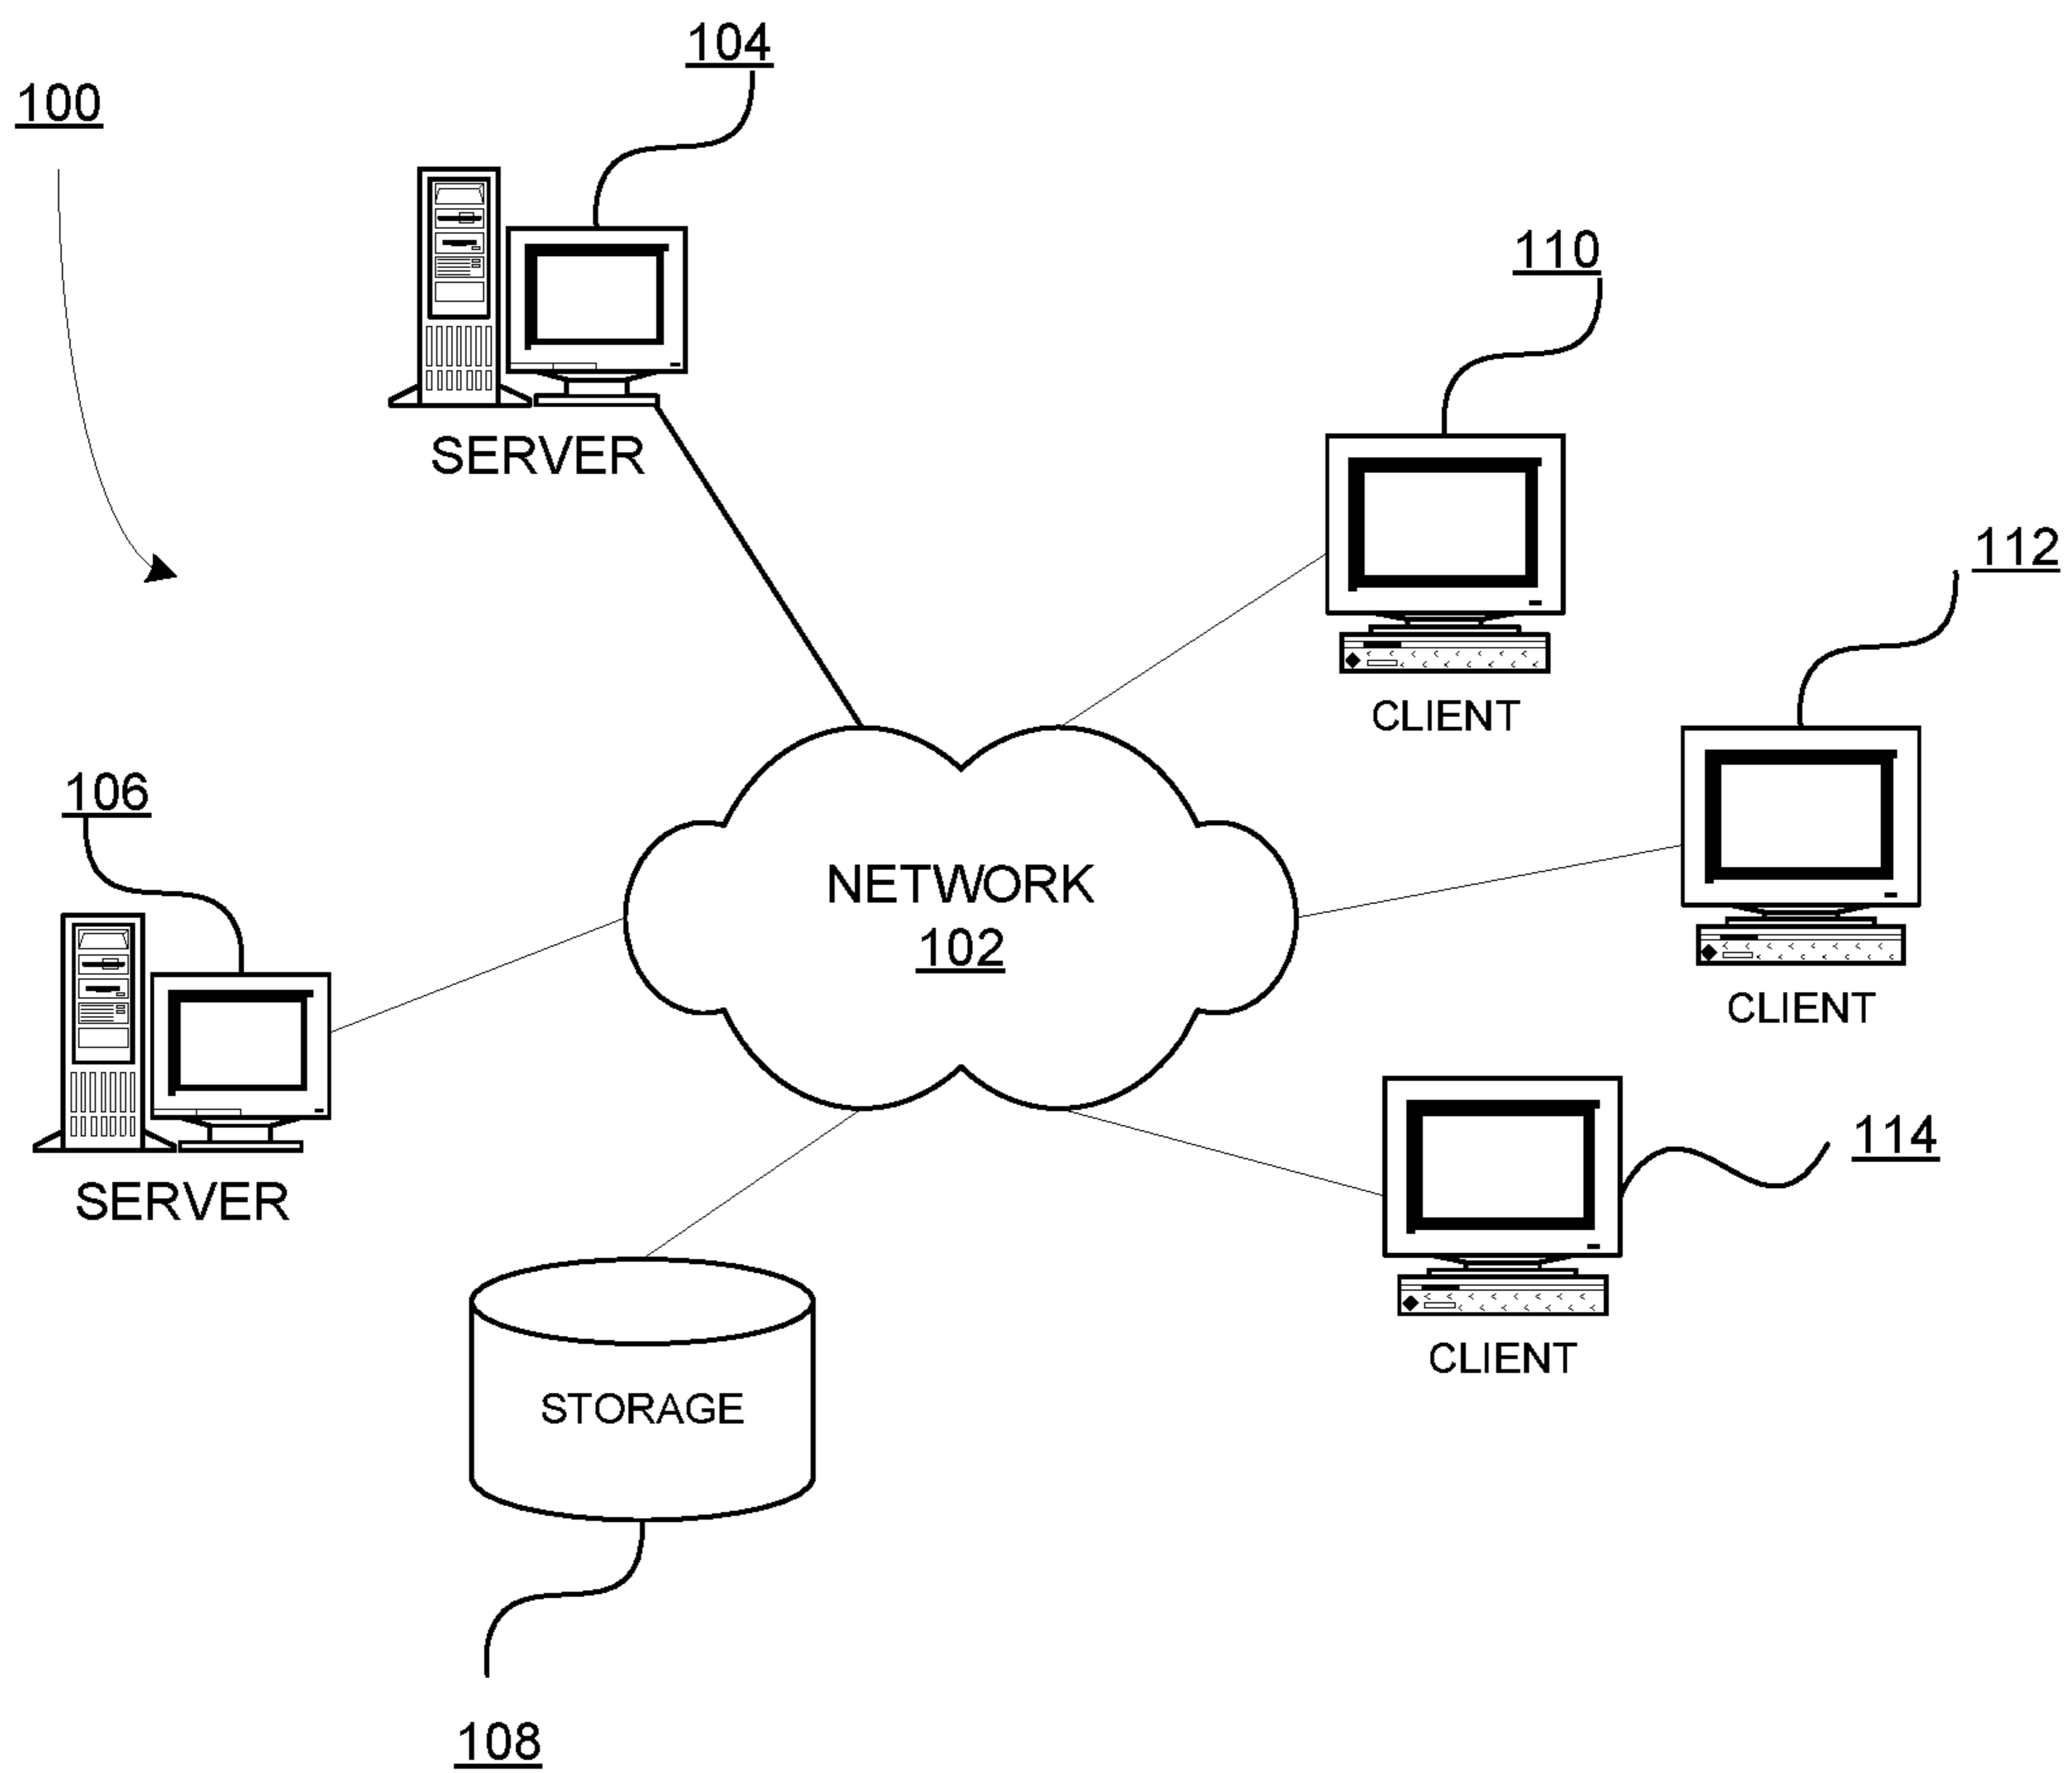 104
100
SERVER
110
CLIENT
112
106
NETWORK
102
CLIENT
SERVER
114
CLIENT
STORAGE
108